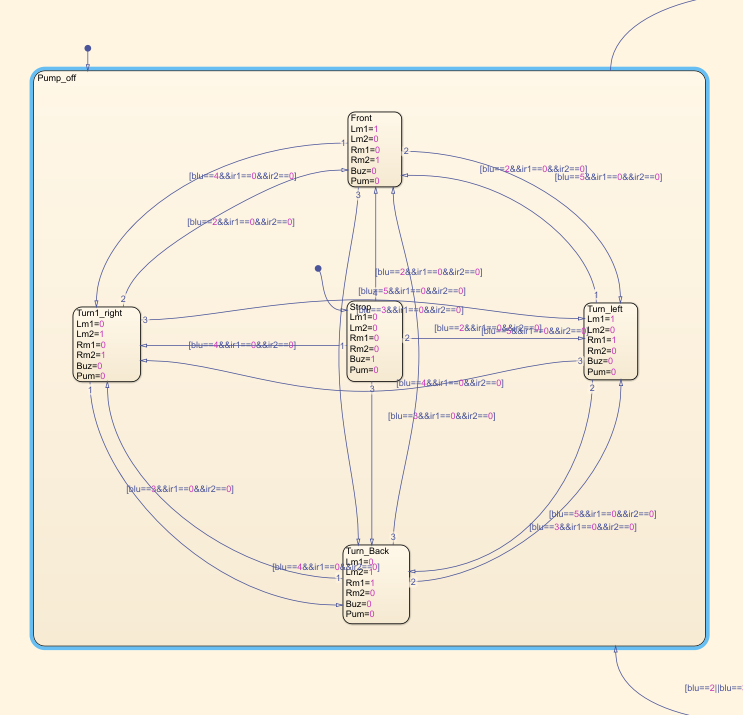 Pump_off
Front
Lm1=1
Lm2=0
Rm1=0
Rm2=1
Buz=0
Pum=0
1
2
3
[blu==4&&ir1==0&&ir2==0]
[blu==2&&ir1==0&&ir2==0]
[blu==2&&ir1==0&&ir2==0]
[blu==5&&ir1==0&&ir2==0]
[blu==2&&ir1==0&&ir2==0]
[blu==5&&ir1==0&&ir2==0]
[blu==3&&ir1==0&&ir2==0]
Turn1_right
Lm1=0
Lm2=1
Rm1=0
Rm2=1
Buz=0
Pum=0
2
3
1
Strop
Lm1=0
Lm2=0
Rm1=0
Rm2=0
Buz=1
Pum=0
1
2
3
[blu==4&&ir1==0&&ir2==0]
[blu==2&&ir1==0&&ir2==0]
Turn_left
Lm1=1
Lm2=0
Rm1=1
Rm2=0
Buz=0
Pum=0
1
3
2
[blu==4&&ir1==0&&ir2==0]
[blu==3&&ir1==0&&ir2==0]
[blu==3&&ir1==0&&ir2==0]
[blu==5&&ir1==0&&ir2==0]
[blu==3&&ir1==0&&ir2==0]
[blu==4&&ir1==0&&ir2==0]
Turn_Back
Lm1=0
Lm2=1
Rm1=1
Rm2=0
Buz=0
Pum=0
1
2
3
[blu==2||blu==